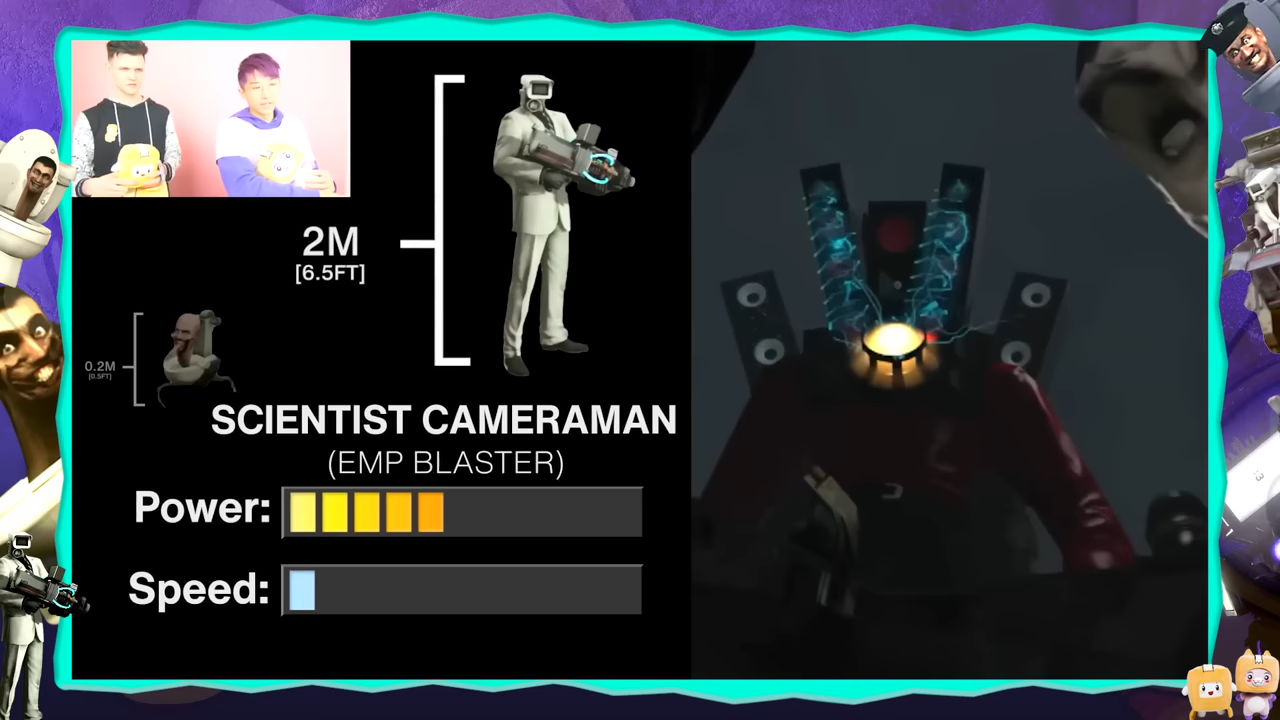 2M
[6.5FT]
0.2M
[0.5FT]
SCIENTIST CAMERAMAN
(EMP BLASTER)
Power:
Speed: